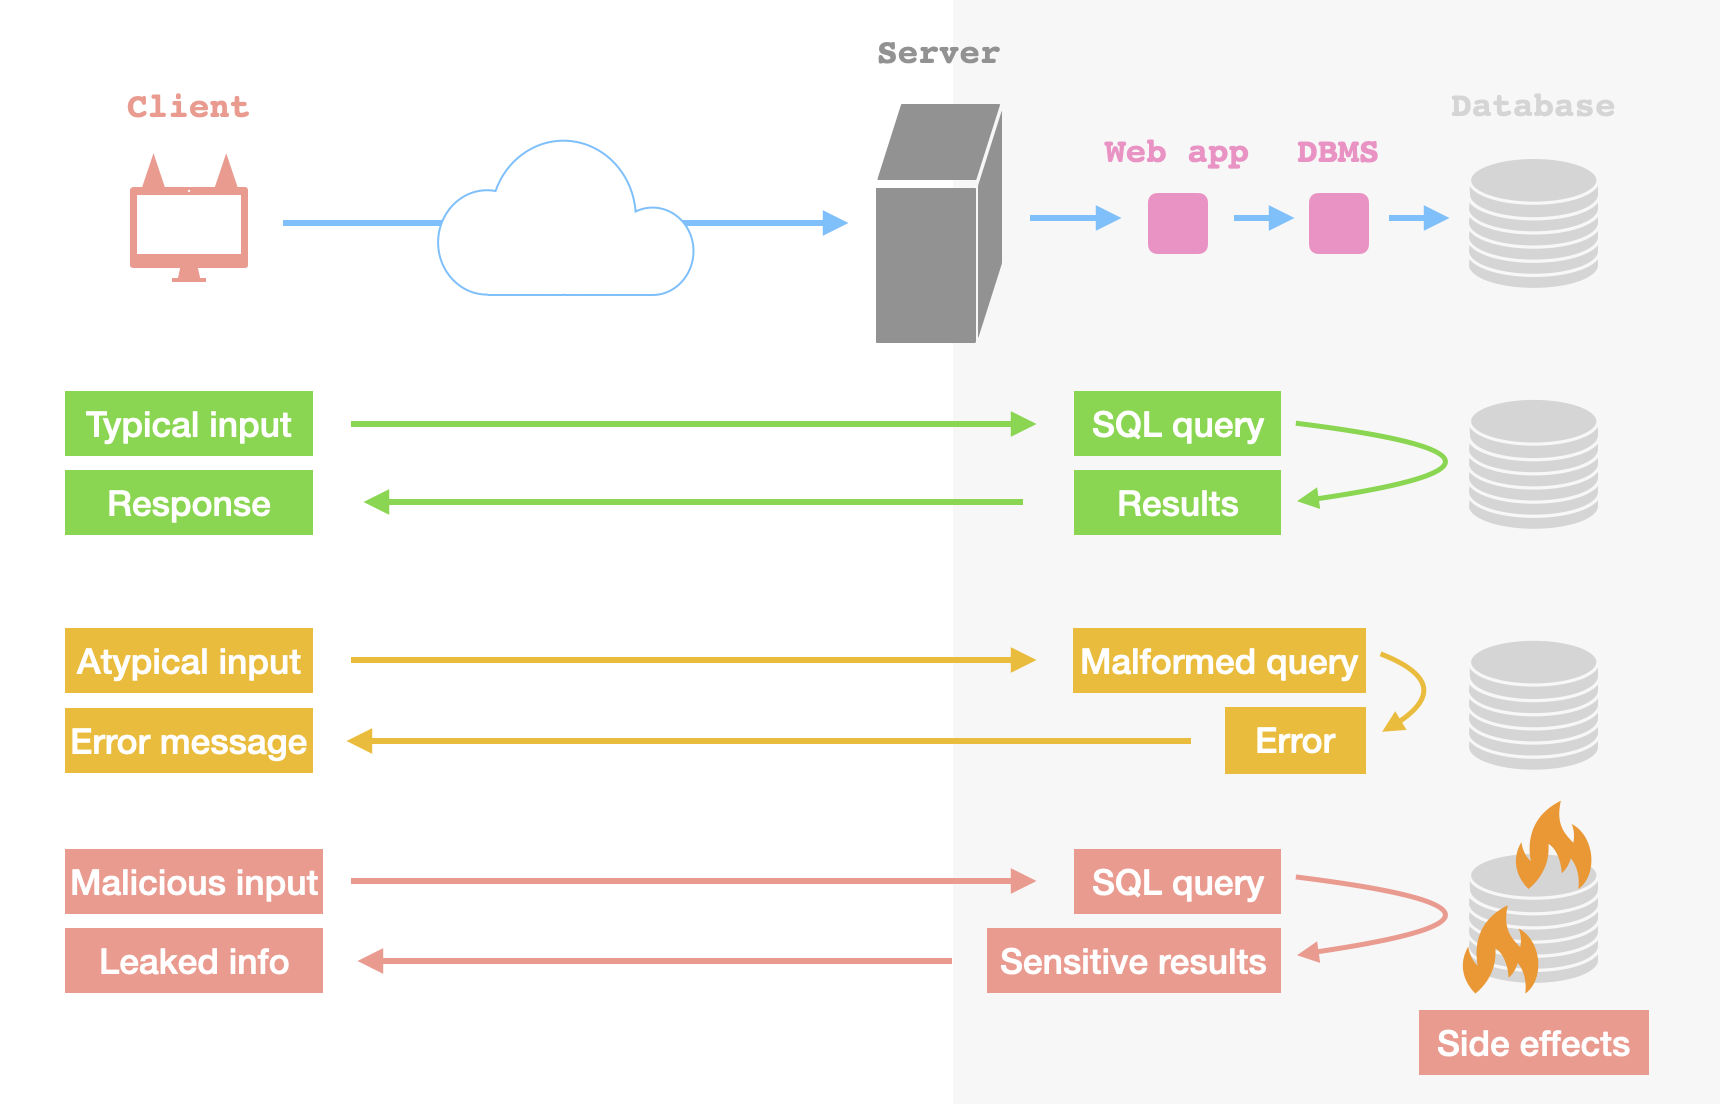 Server
Client
Database
Web app
DBMS
Typical input
SQL query
Response
Results
Atypical input
Malformed query
Error message
Error
Malicious input
SQL query
Leaked info
Sensitive results
Side effects